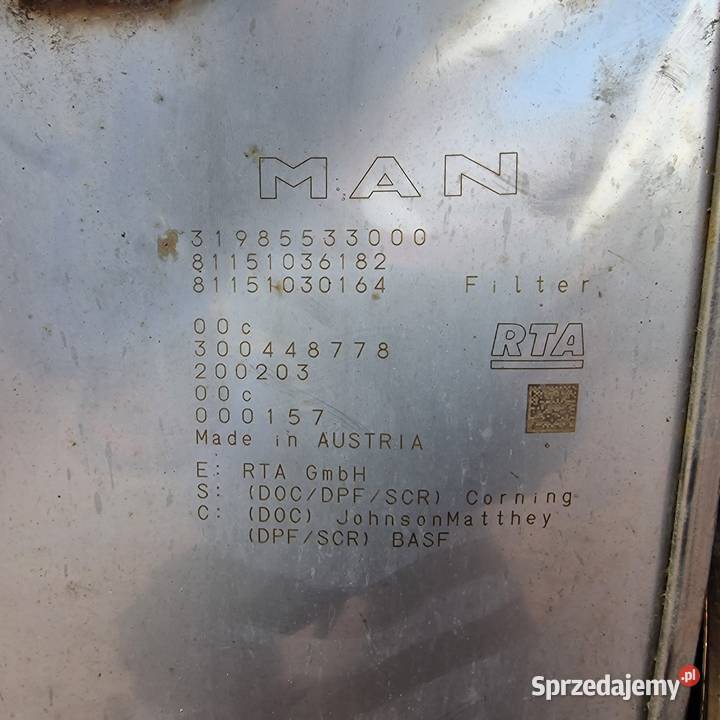 MAN
31985533000
81151036182
81151030164 Filter
00c
300448778
RTA
200203
00c
000157
Made in AUSTRIA
E: RTA GmbH
S: (DOC/DPF/SCR) Corning
C: (DOC) JohnsonMatthey
(DPF/SCR) BASF
Sprzedajemy.pl